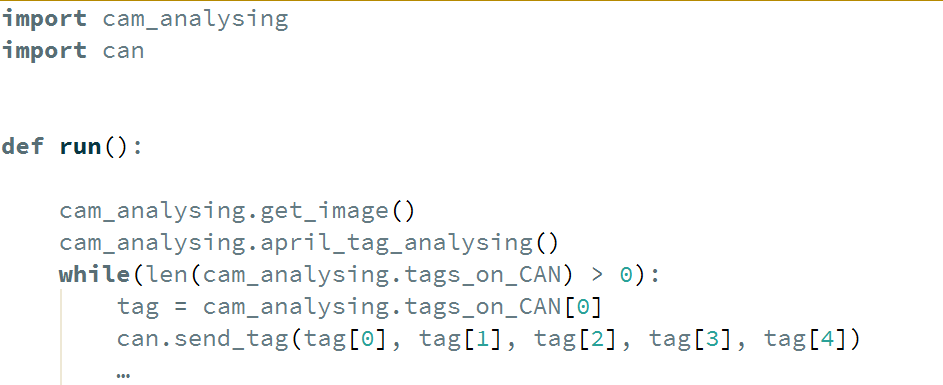 import cam_analysing
import can
def run():
cam_analysing.get_image()
cam_analysing.april_tag_analysing()
while(len(cam_analysing.tags_on_CAN) > 0):
tag = cam_analysing.tags_on_CAN[0]
can.send_tag(tag[0], tag[1], tag[2], tag[3], tag[4])
…